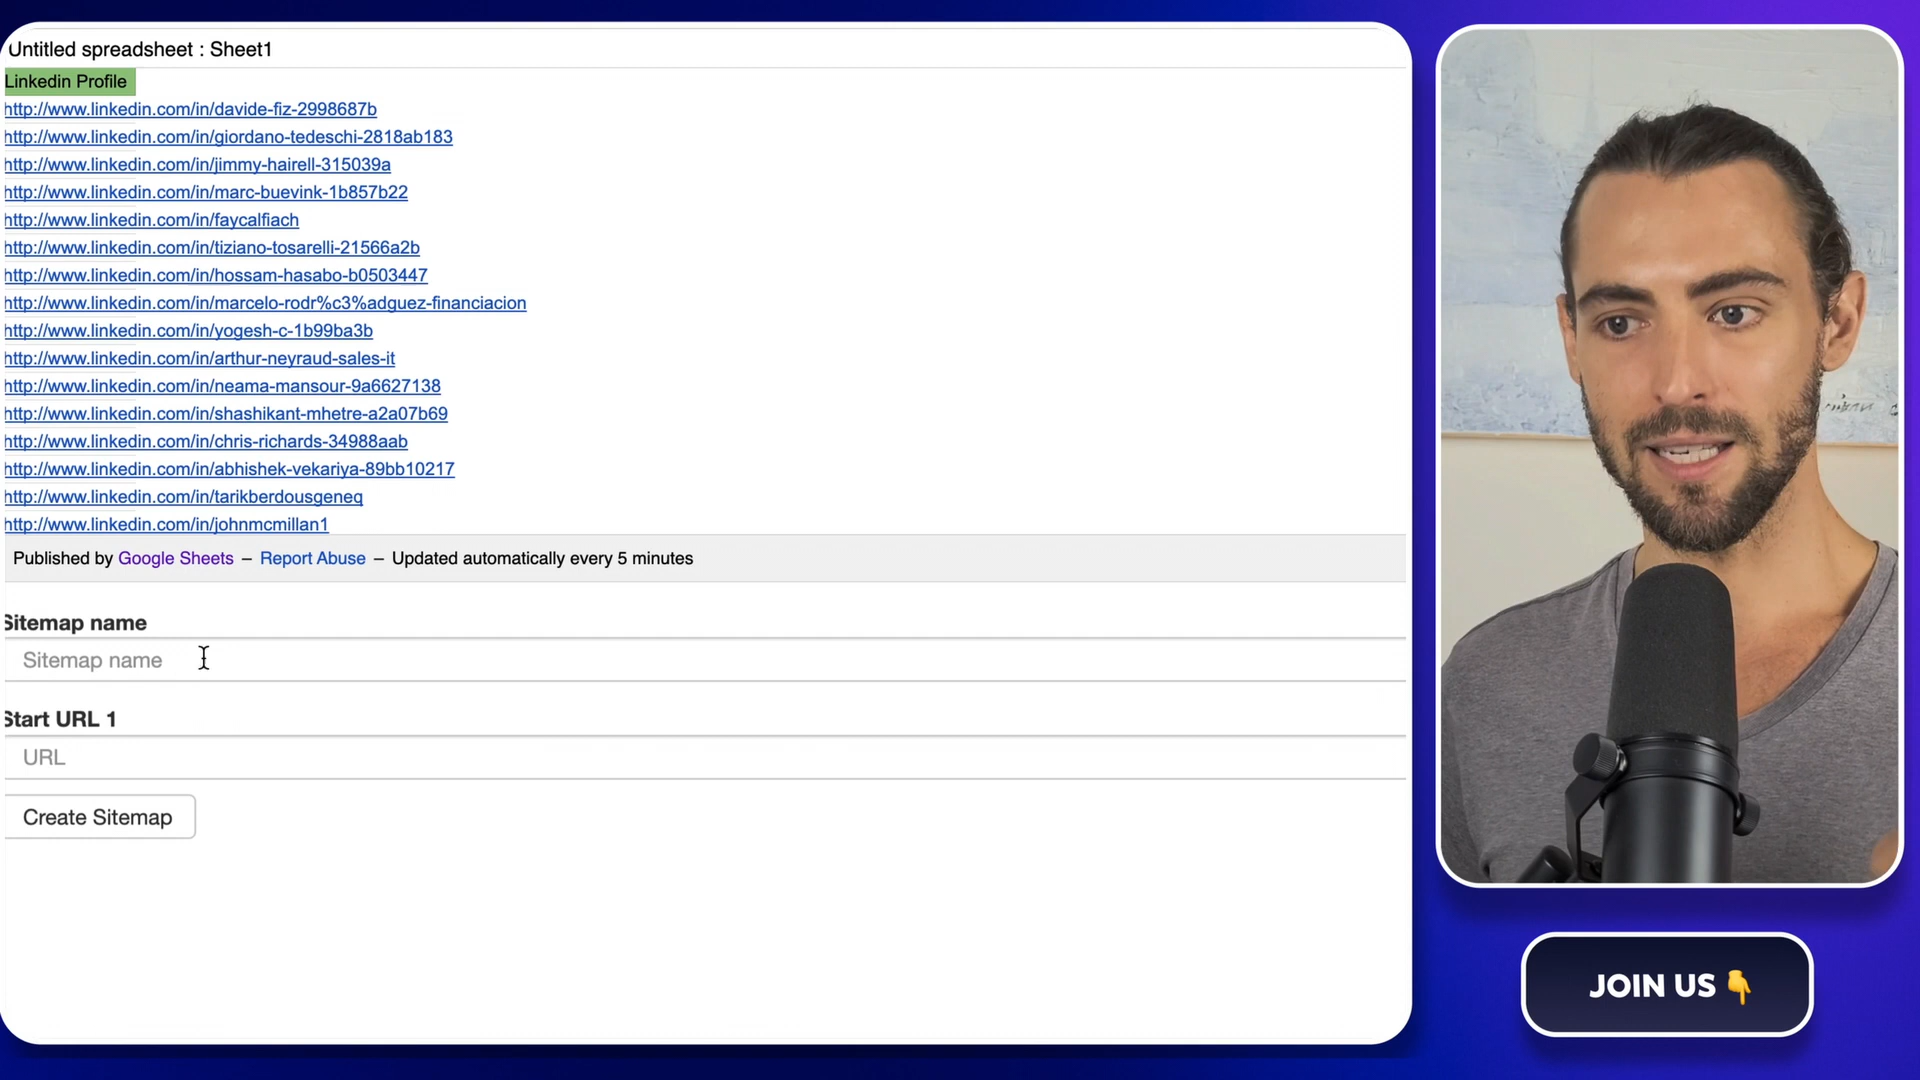 Untitled spreadsheet : Sheet1
Linkedin Profile
http://www.linkedin.com/in/davide-fiz-2998687b
http://www.linkedin.com/in/giordano-tedeschi-2818ab183
http://www.linkedin.com/in/jimmy-hairell-315039a
http://www.linkedin.com/in/marc-buevink-1b857b22
http://www.linkedin.com/in/faycalfiach
http://www.linkedin.com/in/tiziano-tosarelli-21566a2b
http://www.linkedin.com/in/hossam-hasabo-b0503447
http://www.linkedin.com/in/marcelo-rodr%c3%adguez-financiacion
http://www.linkedin.com/in/yogesh-c-1b99ba3b
http://www.linkedin.com/in/arthur-neyraud-sales-it
http://www.linkedin.com/in/neama-mansour-9a6627138
http://www.linkedin.com/in/shashikant-mhetre-a2a07b69
http://www.linkedin.com/in/chris-richards-34988aab
http://www.linkedin.com/in/abhishek-vekariya-89bb10217
http://www.linkedin.com/in/tarikberdousgeneq
http://www.linkedin.com/in/johnmcmillan1
Published by Google Sheets – Report Abuse – Updated automatically every 5 minutes
Sitemap name
Sitemap name
Start URL 1
URL
Create Sitemap
JOIN US 👇